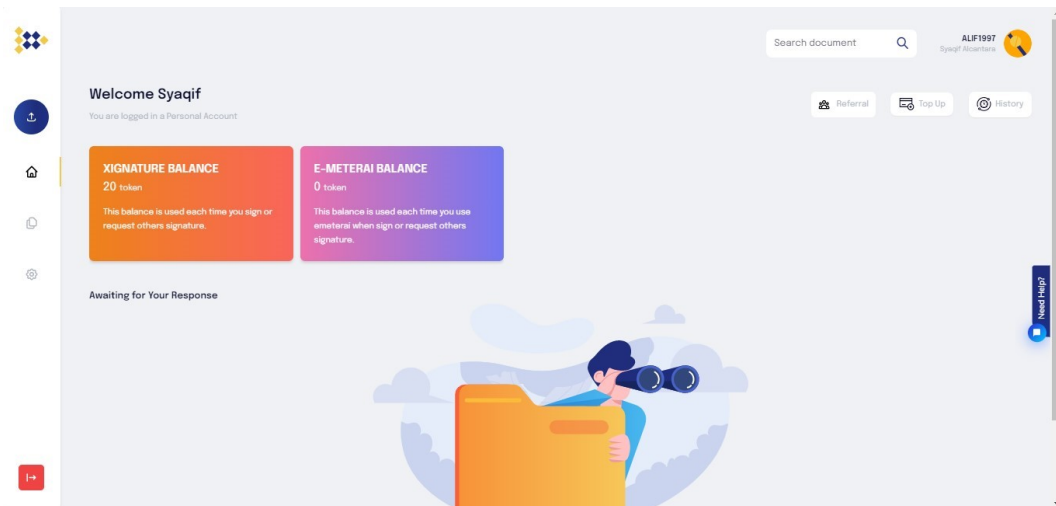 Search document
ALIF1997
Syaqif Alcantara
Welcome Syaqif
You are logged in a Personal Account
Referral
Top Up
History
XIGNATURE BALANCE
20 token
This balance is used each time you sign or
request others signature.
E-METERAI BALANCE
0 token
This balance is used each time you use
emeterai when sign or request others
signature.
Awaiting for Your Response
Need Help?